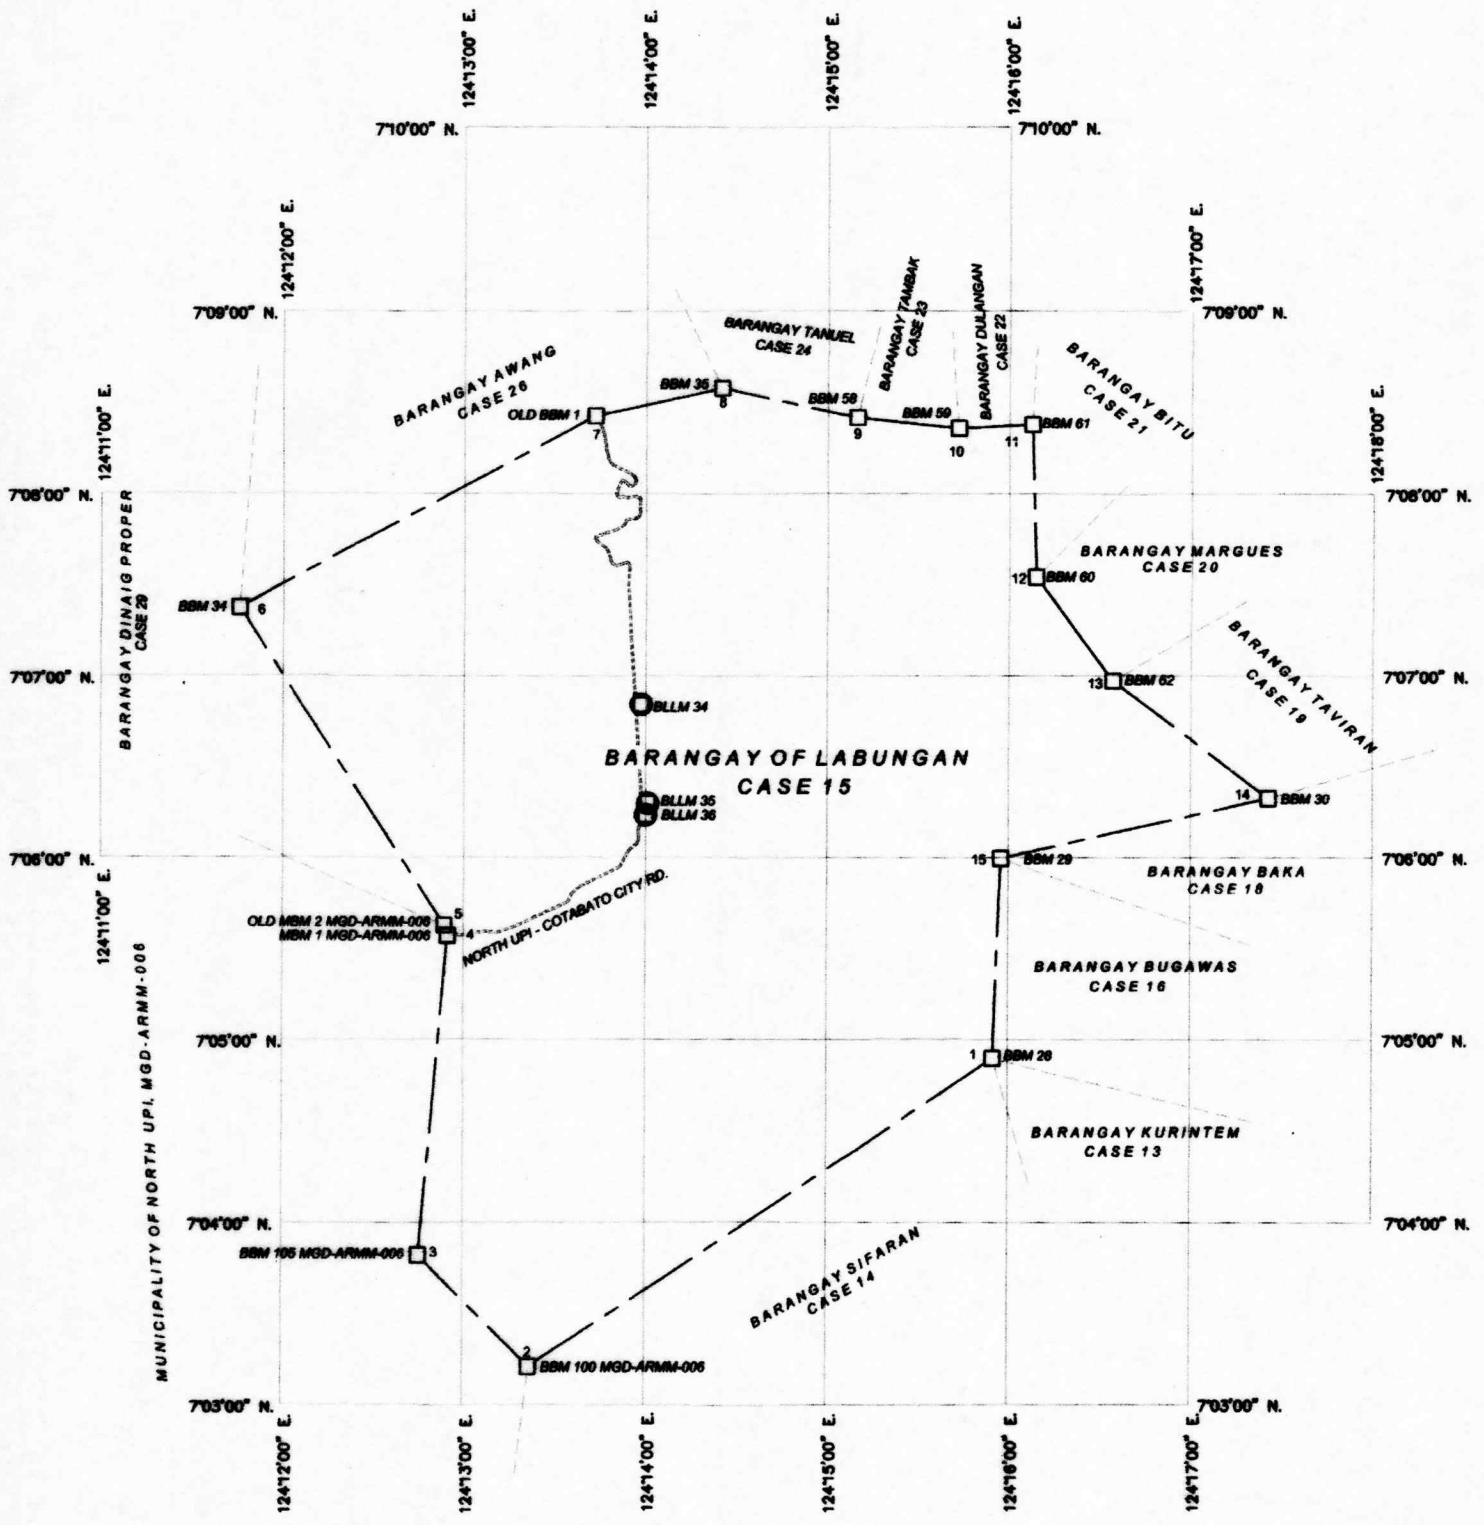 124°13'00" E.
124°14'00" E.
124°15'00" E.
124°16'00" E.
7°10'00" N.
7°10'00" N.
124°12'00" E.
124°17'00" E.
7°09'00" N.
7°09'00" N.
BARANGAY TANUEL
CASE 24
BARANGAY TAMBAK
CASE 23
BARANGAY DULANGAN
CASE 22
BARANGAY BITU
CASE 21
BARANGAY AWANG
CASE 26
BBM 35
8
OLD BBM 1
7
BBM 58
9
BBM 59
10
11
BBM 61
124°11'00" E.
124°18'00" E.
7°08'00" N.
7°08'00" N.
BARANGAY DINAIG PROPER
CASE 29
BARANGAY MARGUES
CASE 20
12
BBM 60
BBM 34
6
BARANGAY TAVIRAN
CASE 19
7°07'00" N.
13
BBM 62
7°07'00" N.
BLLM 34
BARANGAY OF LABUNGAN
CASE 15
BLLM 35
BLLM 36
14
BBM 30
7°06'00" N.
15
BBM 29
7°06'00" N.
BARANGAY BAKA
CASE 18
NORTH UPI - COTABATO CITY RD.
124°11'00" E.
5
OLD MBM 2 MGD-ARMM-006
MBM 1 MGD-ARMM-006
4
BARANGAY BUGAWAS
CASE 16
MUNICIPALITY OF NORTH UPI, MGD-ARMM-006
7°05'00" N.
1
BBM 28
7°05'00" N.
BARANGAY KURINTEM
CASE 13
7°04'00" N.
7°04'00" N.
BBM 105 MGD-ARMM-006
3
BARANGAY SIFARAN
CASE 14
2
BBM 100 MGD-ARMM-006
7°03'00" N.
7°03'00" N.
124°12'00" E.
124°13'00" E.
124°14'00" E.
124°15'00" E.
124°16'00" E.
124°17'00" E.